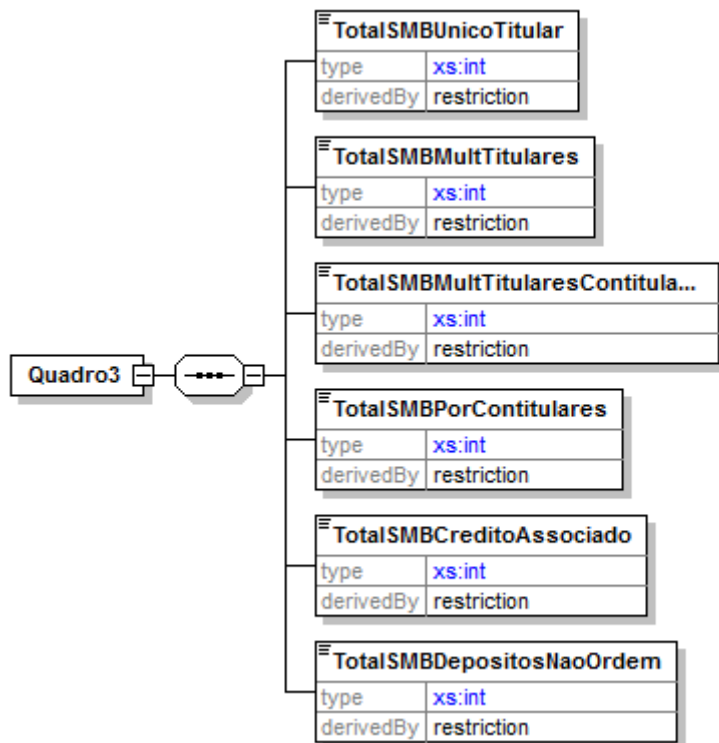 TotalSMBUnicoTitular
type xs:int
derivedBy restriction
TotalSMBMultTitulares
type xs:int
derivedBy restriction
TotalSMBMultTitularesContitula...
type xs:int
derivedBy restriction
Quadro3
TotalSMBPorContitulares
type xs:int
derivedBy restriction
TotalSMBCreditoAssociado
type xs:int
derivedBy restriction
TotalSMBDepositosNaoOrdem
type xs:int
derivedBy restriction